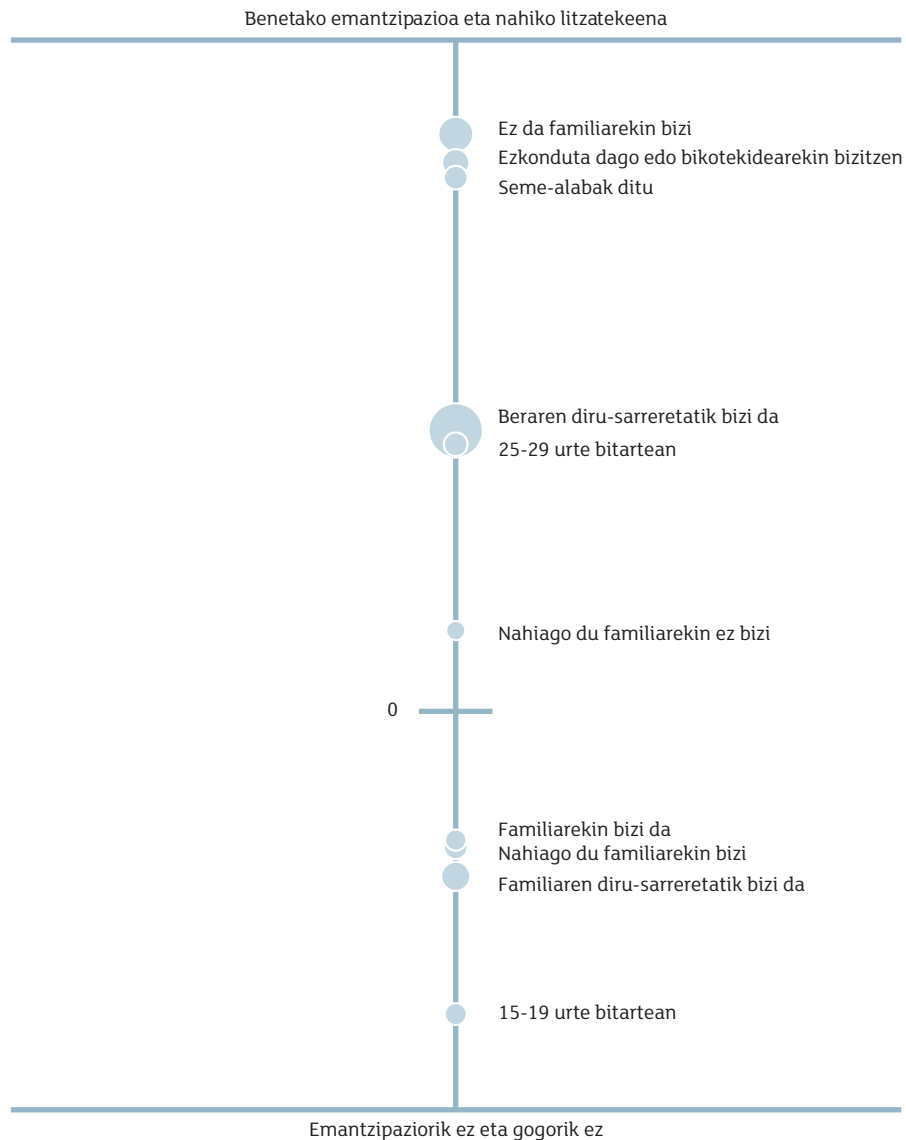 Benetako emantzipazioa eta nahiko litzatekeena
Ez da familiarekin bizi
Ezkonduta dago edo bikotekidearekin bizitzen
Seme-alabak ditu
Beraren diru-sarreretatik bizi da
25-29 urte bitartean
Nahiago du familiarekin ez bizi
0
Familiarekin bizi da
Nahiago du familiarekin bizi
Familiaren diru-sarreretatik bizi da
15-19 urte bitartean
Emantzipaziorik ez eta gogorik ez